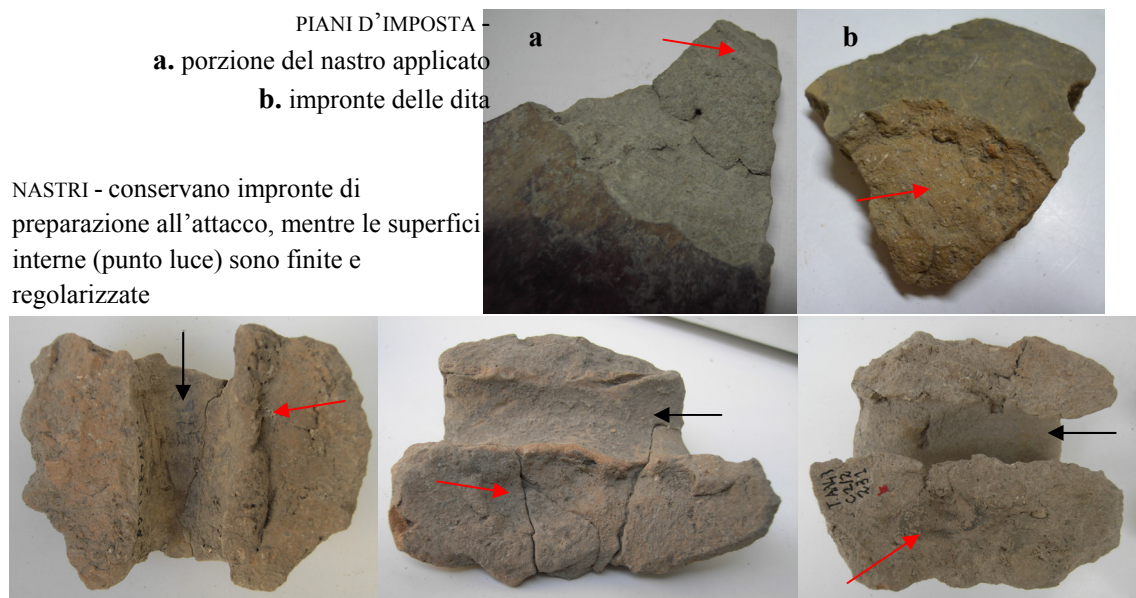 PIANI D’IMPOSTA -
a. porzione del nastro applicato
b. impronte delle dita
a
b
NASTRI - conservano impronte di
preparazione all’attacco, mentre le superfici
interne (punto luce) sono finite e
regolarizzate